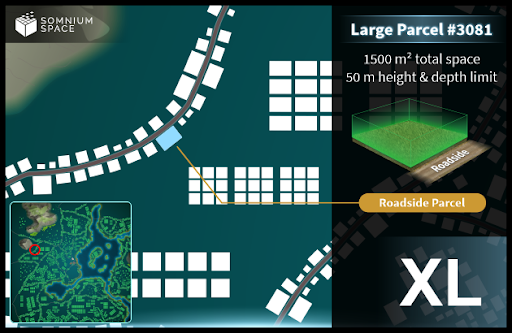 SOMNIUM
SPACE
Large Parcel #3081
1500 m² total space
50 m height & depth limit
Roadside
Roadside Parcel
XL